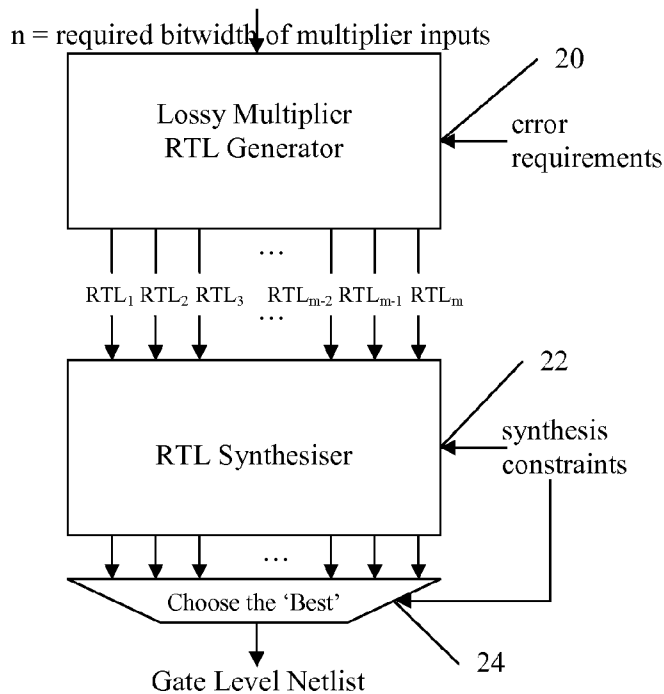 n = required bitwidth of multiplier inputs
20
Lossy Multiplier
RTL Generator
error
requirements
...
RTL1 RTL2 RTL3 RTLm-2 RTLm-1 RTLm
...
22
RTL Synthesiser
synthesis
constraints
...
Choose the ‘Best’
24
Gate Level Netlist